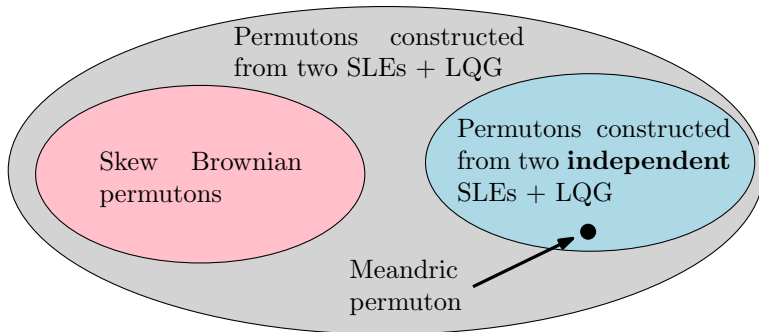 Permutons constructed
from two SLEs + LQG
Skew Brownian
permutons
Permutons constructed
from two independent
SLEs + LQG
Meandric
permuton